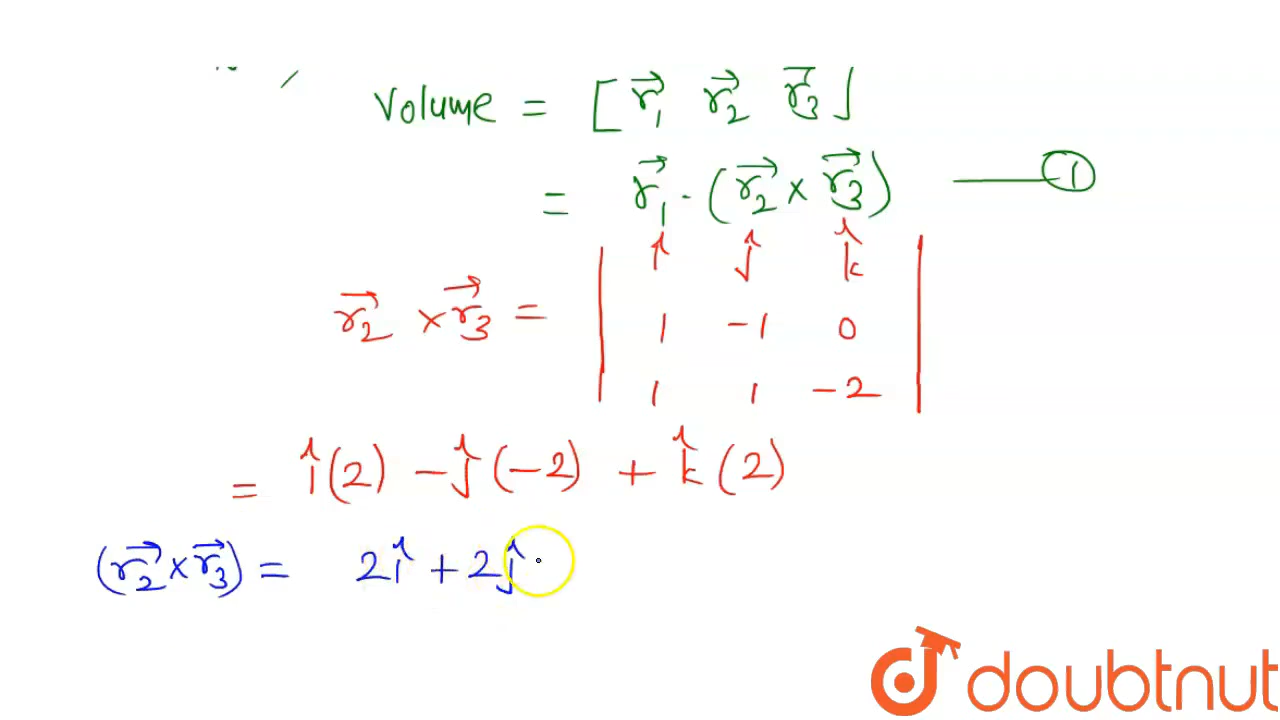 Volume = [r⃗₁ r⃗₂ r⃗₃]
= r⃗₁ · (r⃗₂ × r⃗₃) —— ①
r⃗₂ × r⃗₃ = | î ĵ k̂ |
| 1 -1 0 |
| 1 1 -2 |
= î(2) - ĵ(-2) + k̂(2)
(r⃗₂ × r⃗₃) = 2î + 2ĵ
doubtnut